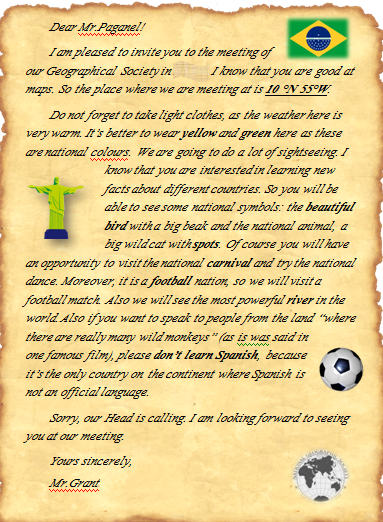 Dear Mr.Paganel!
I am pleased to invite you to the meeting of
our Geographical Society in I know that you are good at
maps. So the place where we are meeting at is 10 °N 55°W.
Do not forget to take light clothes, as the weather here is
very warm. It's better to wear yellow and green here as these
are national colours. We are going to do a lot of sightseeing. I
know that you are interested in learning new
facts about different countries. So you will be
able to see some national symbols: the beautiful
bird with a big beak and the national animal, a
big wild cat with spots. Of course you will have
an opportunity to visit the national carnival and try the national
dance. Moreover, it is a football nation, so we will visit a
football match. Also we will see the most powerful river in the
world. Also if you want to speak to people from the land "where
there are really many wild monkeys" (as is was said in
one famous film), please don't learn Spanish, because
it's the only country on the continent where Spanish is
not an official language.
Sorry, our Head is calling. I am looking forward to seeing
you at our meeting.
Yours sincerely,
Mr.Grant